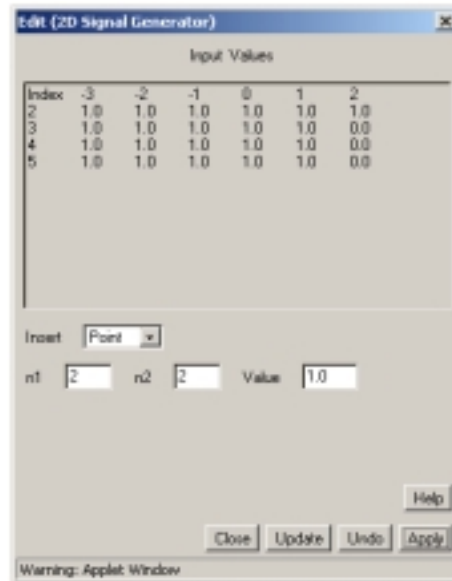 Edit (2D Signal Generator)
Input Values
Index -3 -2 -1 0 1 2
2 1.0 1.0 1.0 1.0 1.0 1.0
3 1.0 1.0 1.0 1.0 1.0 0.0
4 1.0 1.0 1.0 1.0 1.0 0.0
5 1.0 1.0 1.0 1.0 1.0 0.0
Insert Point
n1 2 n2 2 Value 1.0
Help
Close Update Undo Apply
Warning: Applet Window